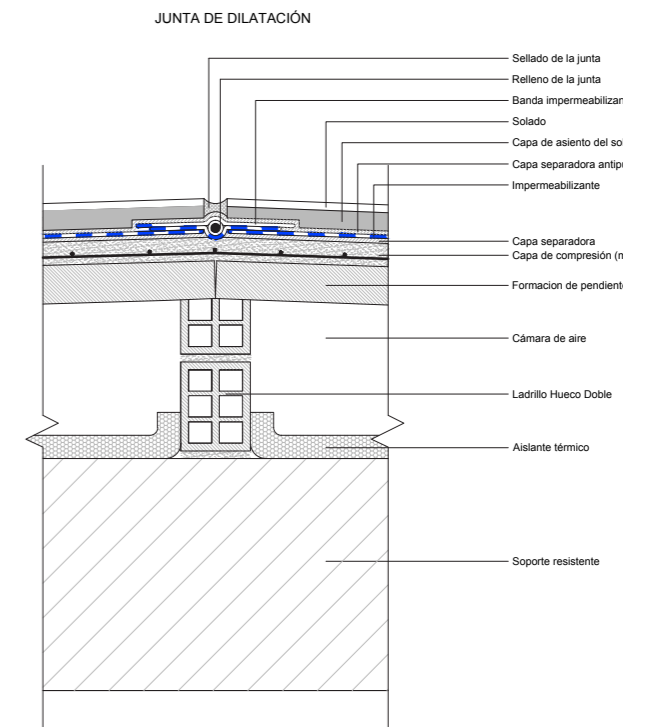 JUNTA DE DILATACIÓN
Sellado de la junta
Relleno de la junta
Banda impermeabilizan
Solado
Capa de asiento del sol
Capa separadora antipu
Impermeabilizante
Capa separadora
Capa de compresión (m
Formacion de pendient
Cámara de aire
Ladrillo Hueco Doble
Aislante térmico
Soporte resistente